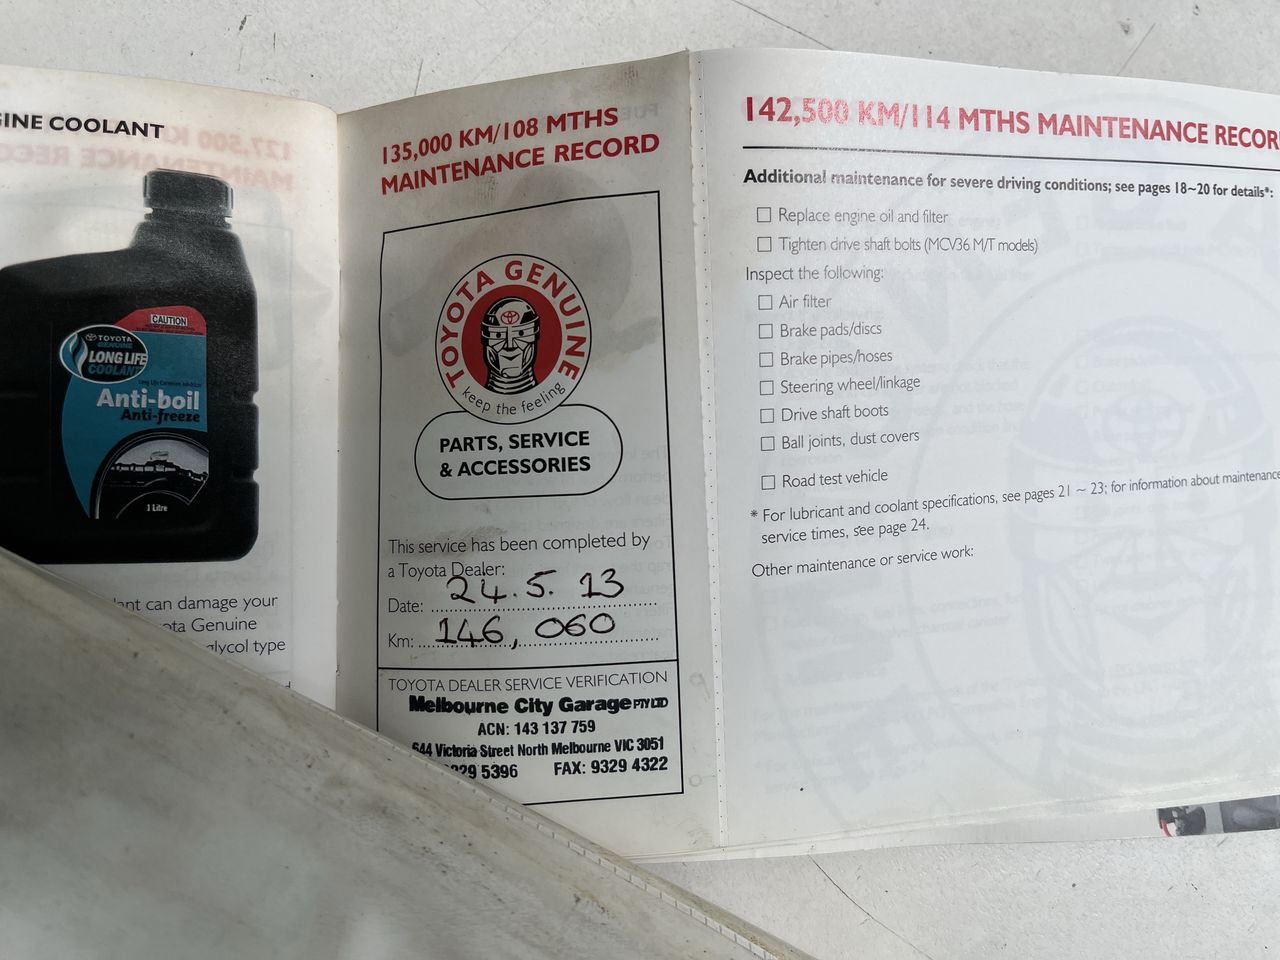 GINE COOLANT
CAUTION
TOYOTA
GENUINE
LONG LIFE
COOLANT
Anti-boil
Anti-freeze
1 Litre
can damage your
Genuine
glycol type
135,000 KM/108 MTHS
MAINTENANCE RECORD
TOYOTA GENUINE
keep the feeling
PARTS, SERVICE
& ACCESSORIES
This service has been completed by
a Toyota Dealer:
Date: 24.5.13
Km: 146,060
TOYOTA DEALER SERVICE VERIFICATION
Melbourne City Garage PTY LTD
ACN: 143 137 759
644 Victoria Street North Melbourne VIC 3051
329 5396 FAX: 9329 4322
142,500 KM/114 MTHS MAINTENANCE RECOR
Additional maintenance for severe driving conditions; see pages 18~20 for details*:
☐ Replace engine oil and filter
☐ Tighten drive shaft bolts (MCV36 M/T models)
Inspect the following:
☐ Air filter
☐ Brake pads/discs
☐ Brake pipes/hoses
☐ Steering wheel/linkage
☐ Drive shaft boots
☐ Ball joints, dust covers
☐ Road test vehicle
* For lubricant and coolant specifications, see pages 21 ~ 23; for information about maintenance
service times, see page 24.
Other maintenance or service work: